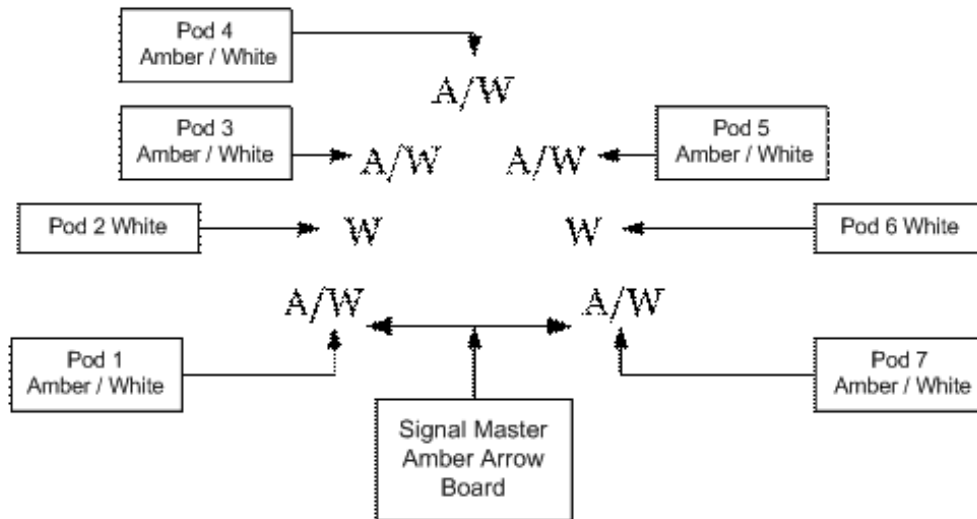 Pod 4
Amber / White
A/W
Pod 3
Amber / White
A/W
A/W
Pod 5
Amber / White
Pod 2 White
W
W
Pod 6 White
A/W
A/W
Pod 1
Amber / White
Pod 7
Amber / White
Signal Master
Amber Arrow
Board